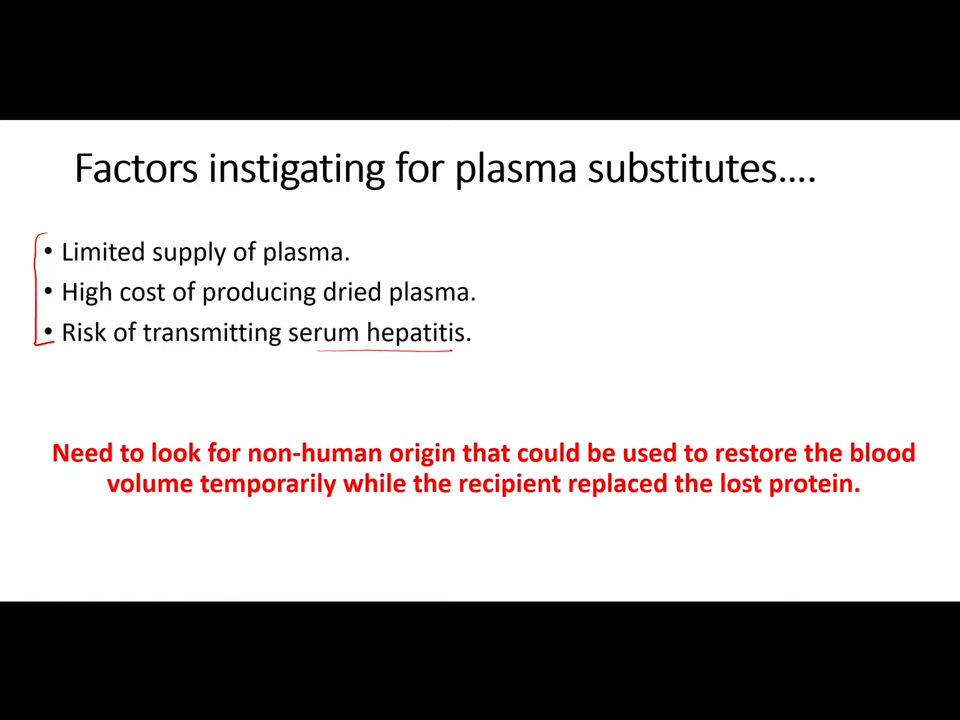 Factors instigating for plasma substitutes....
• Limited supply of plasma.
• High cost of producing dried plasma.
• Risk of transmitting serum hepatitis.
Need to look for non-human origin that could be used to restore the blood
volume temporarily while the recipient replaced the lost protein.